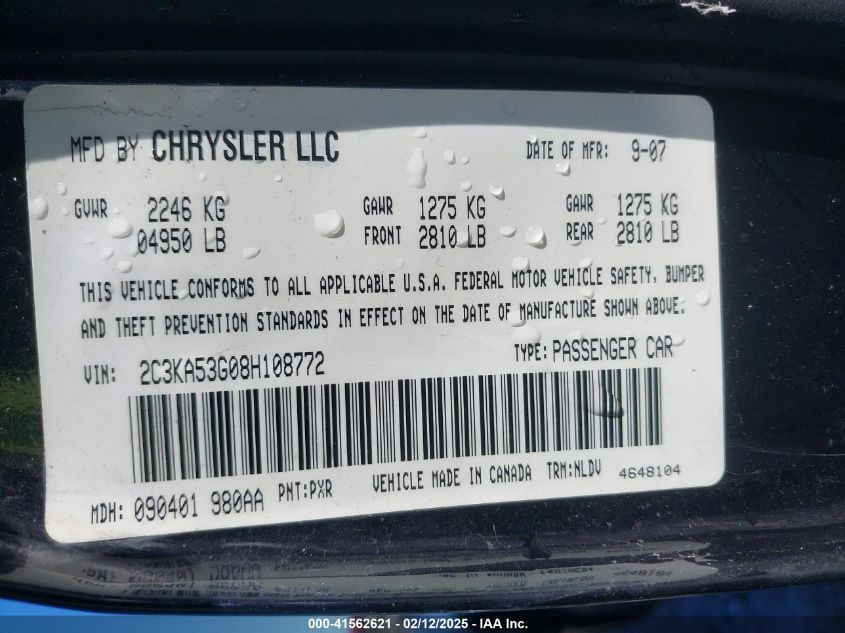 MFD BY CHRYSLER LLC DATE OF MFR: 9-07
GVWR 2246 KG GAWR 1275 KG GAWR 1275 KG
04950 LB FRONT 2810 LB REAR 2810 LB
THIS VEHICLE CONFORMS TO ALL APPLICABLE U.S.A. FEDERAL MOTOR VEHICLE SAFETY, BUMPER
AND THEFT PREVENTION STANDARDS IN EFFECT ON THE DATE OF MANUFACTURE SHOWN ABOVE.
VIN: 2C3KA53G08H108772 TYPE: PASSENGER CAR
MDH: 090401 980AA PNT:PXR VEHICLE MADE IN CANADA TRM:NLDV 4648104
000-41562621 - 02/12/2025 - IAA Inc.